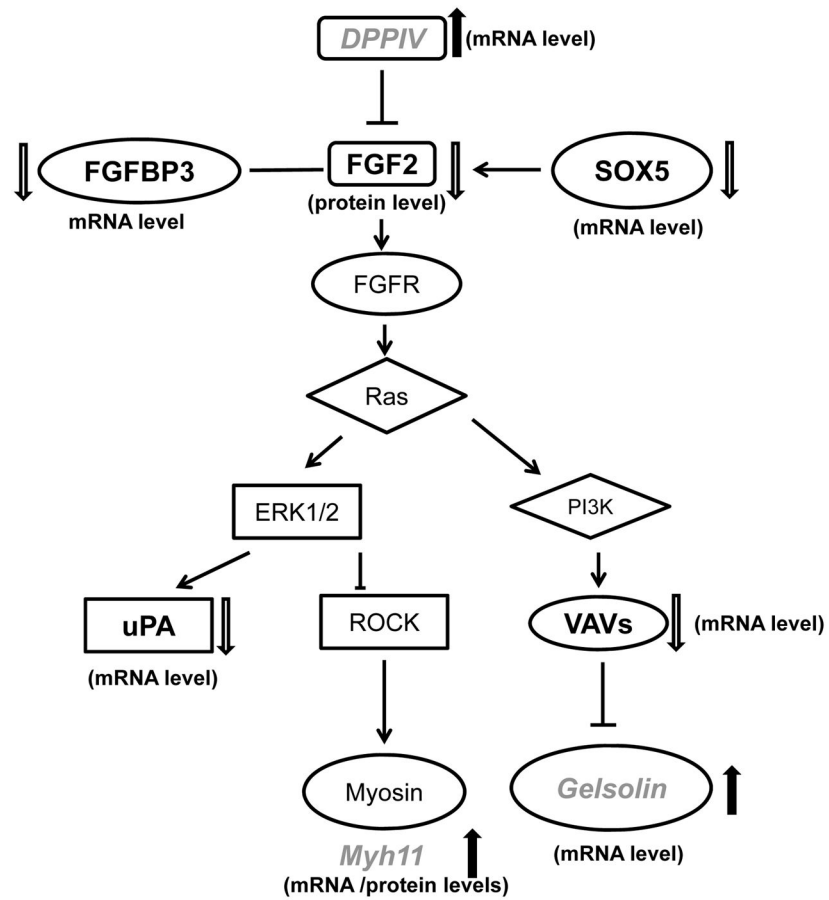 DPPIV
(mRNA level)
FGFBP3
FGF2
SOX5
mRNA level
(protein level)
(mRNA level)
FGFR
Ras
ERK1/2
PI3K
uPA
ROCK
VAVs
(mRNA level)
(mRNA level)
Myosin
Gelsolin
Myh11
(mRNA level)
(mRNA /protein levels)